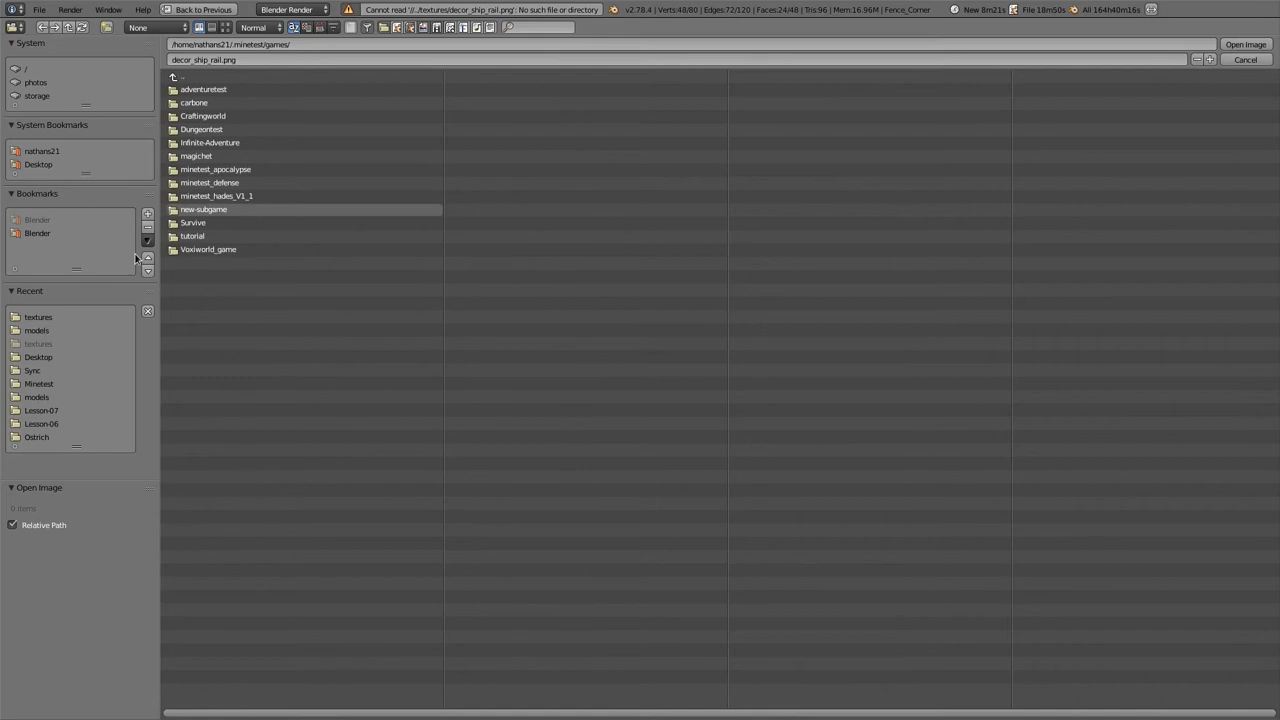 File Render Window Help Back to Previous Blender Render Cannot read '//../textures/decor_ship_rail.png': No such file or directory v2.78.4 | Verts:48/80 | Edges:72/120 | Faces:24/48 | Tris:96 | Mem:16.96M | Fence_Corner New 8m21s File 18m50s All 164h40m16s
None Normal
System
/
photos
storage
System Bookmarks
nathans21
Desktop
Bookmarks
Blender
Blender
Recent
textures
models
textures
Desktop
Sync
Minetest
models
Lesson-07
Lesson-06
Ostrich
Open Image
0 items
Relative Path
/home/nathans21/.minetest/games/ Open Image
decor_ship_rail.png Cancel
..
adventuretest
carbone
Craftingworld
Dungeontest
Infinite-Adventure
magichet
minetest_apocalypse
minetest_defense
minetest_hades_V1_1
new-subgame
Survive
tutorial
Voxiworld_game